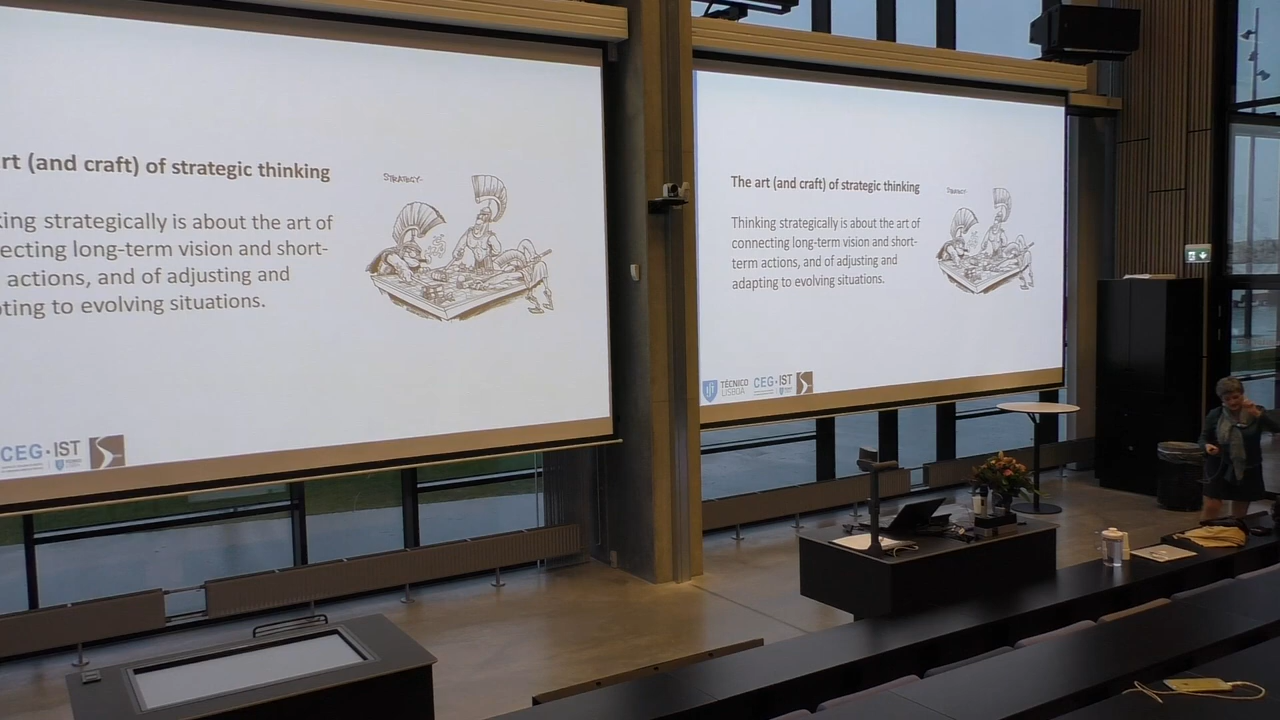 rt (and craft) of strategic thinking
STRATEGY-
king strategically is about the art of
ecting long-term vision and short-
actions, and of adjusting and
pting to evolving situations.
CEG·IST
The art (and craft) of strategic thinking
STRATEGY-
Thinking strategically is about the art of
connecting long-term vision and short-
term actions, and of adjusting and
adapting to evolving situations.
TÉCNICO
LISBOA
CEG·IST